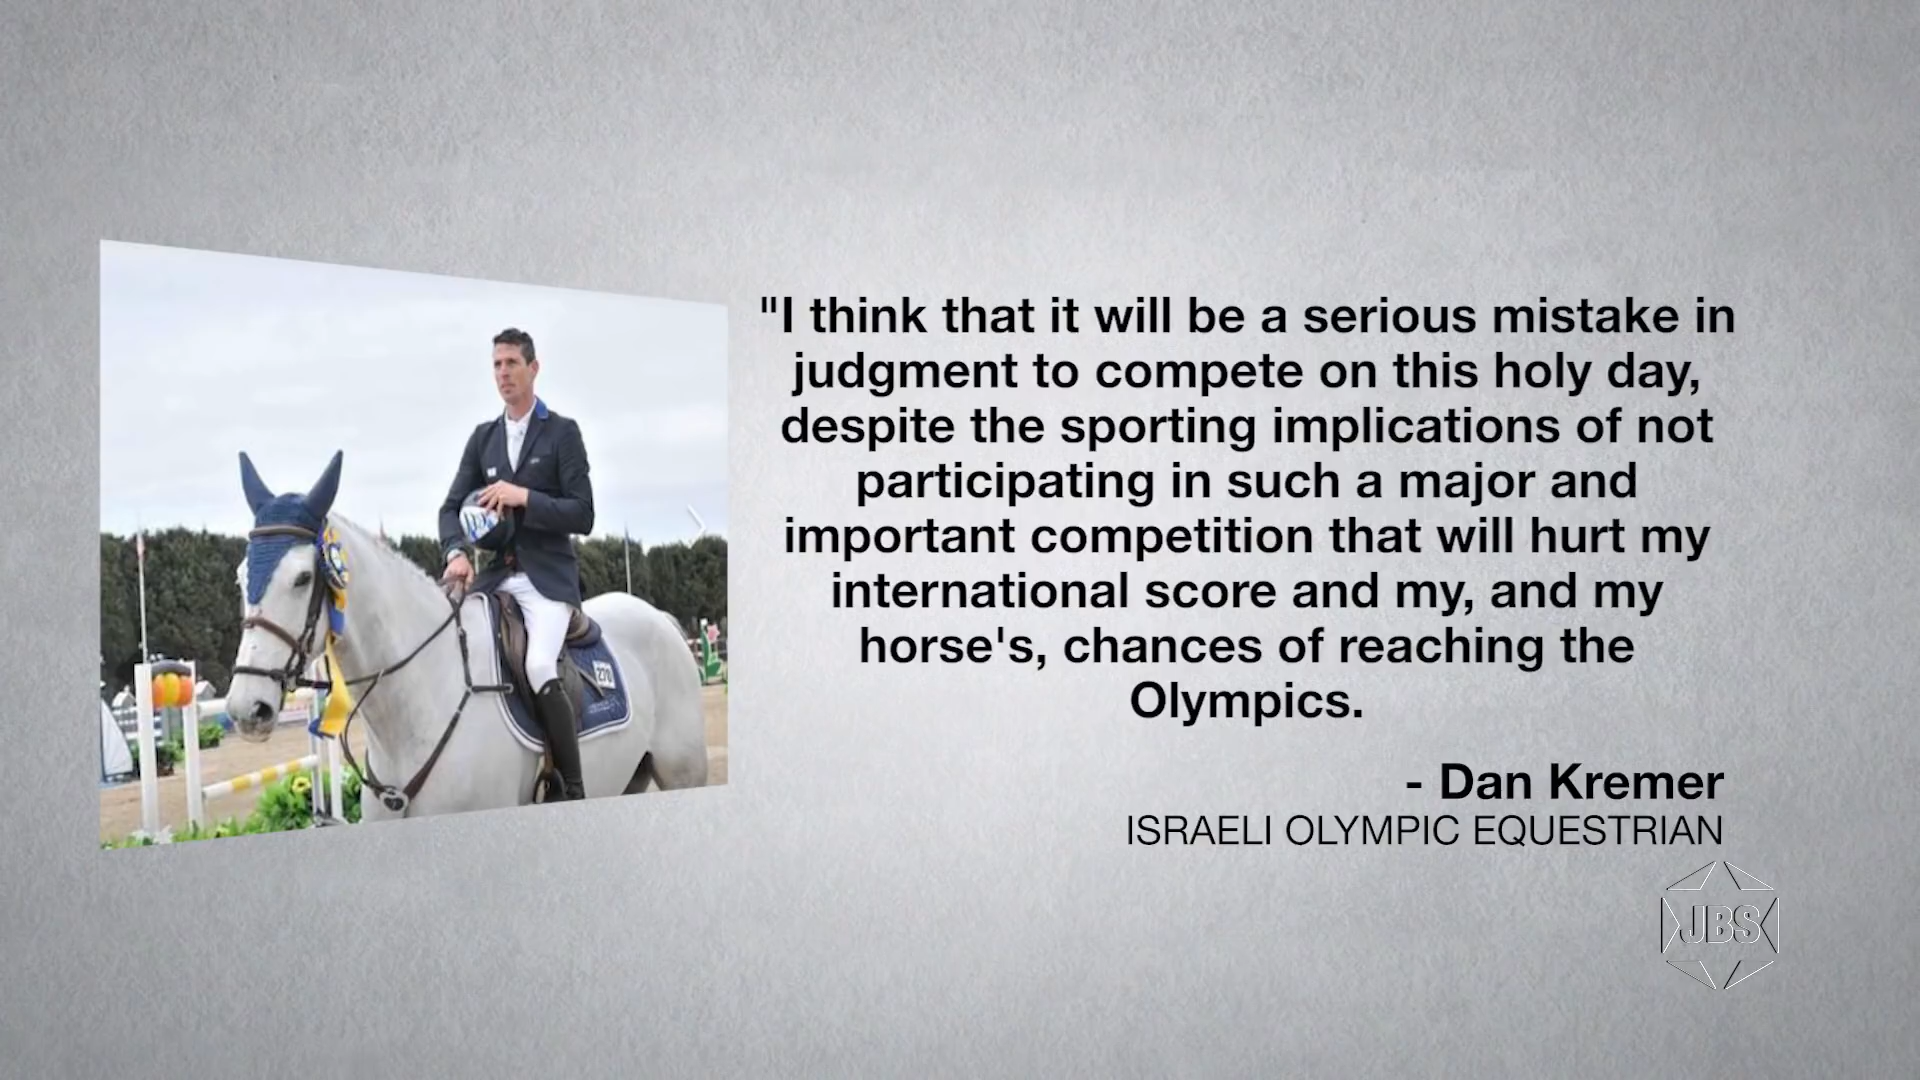 "I think that it will be a serious mistake in
judgment to compete on this holy day,
despite the sporting implications of not
participating in such a major and
important competition that will hurt my
international score and my, and my
horse's, chances of reaching the
Olympics.
- Dan Kremer
ISRAELI OLYMPIC EQUESTRIAN
JBS
270